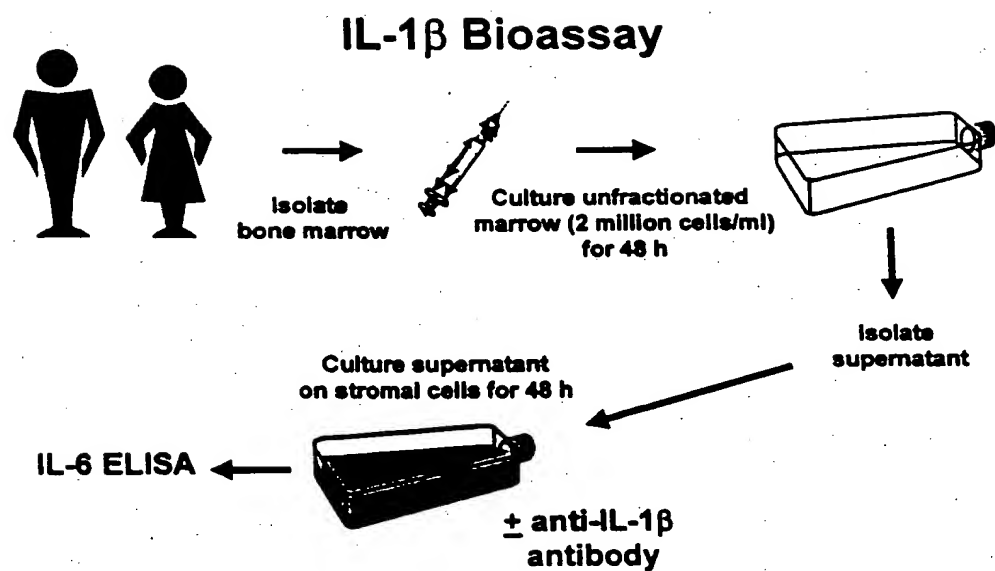 IL-1β Bioassay
Isolate
bone marrow
Culture unfractionated
marrow (2 million cells/ml)
for 48 h
Isolate
supernatant
Culture supernatant
on stromal cells for 48 h
IL-6 ELISA
± anti-IL-1β
antibody